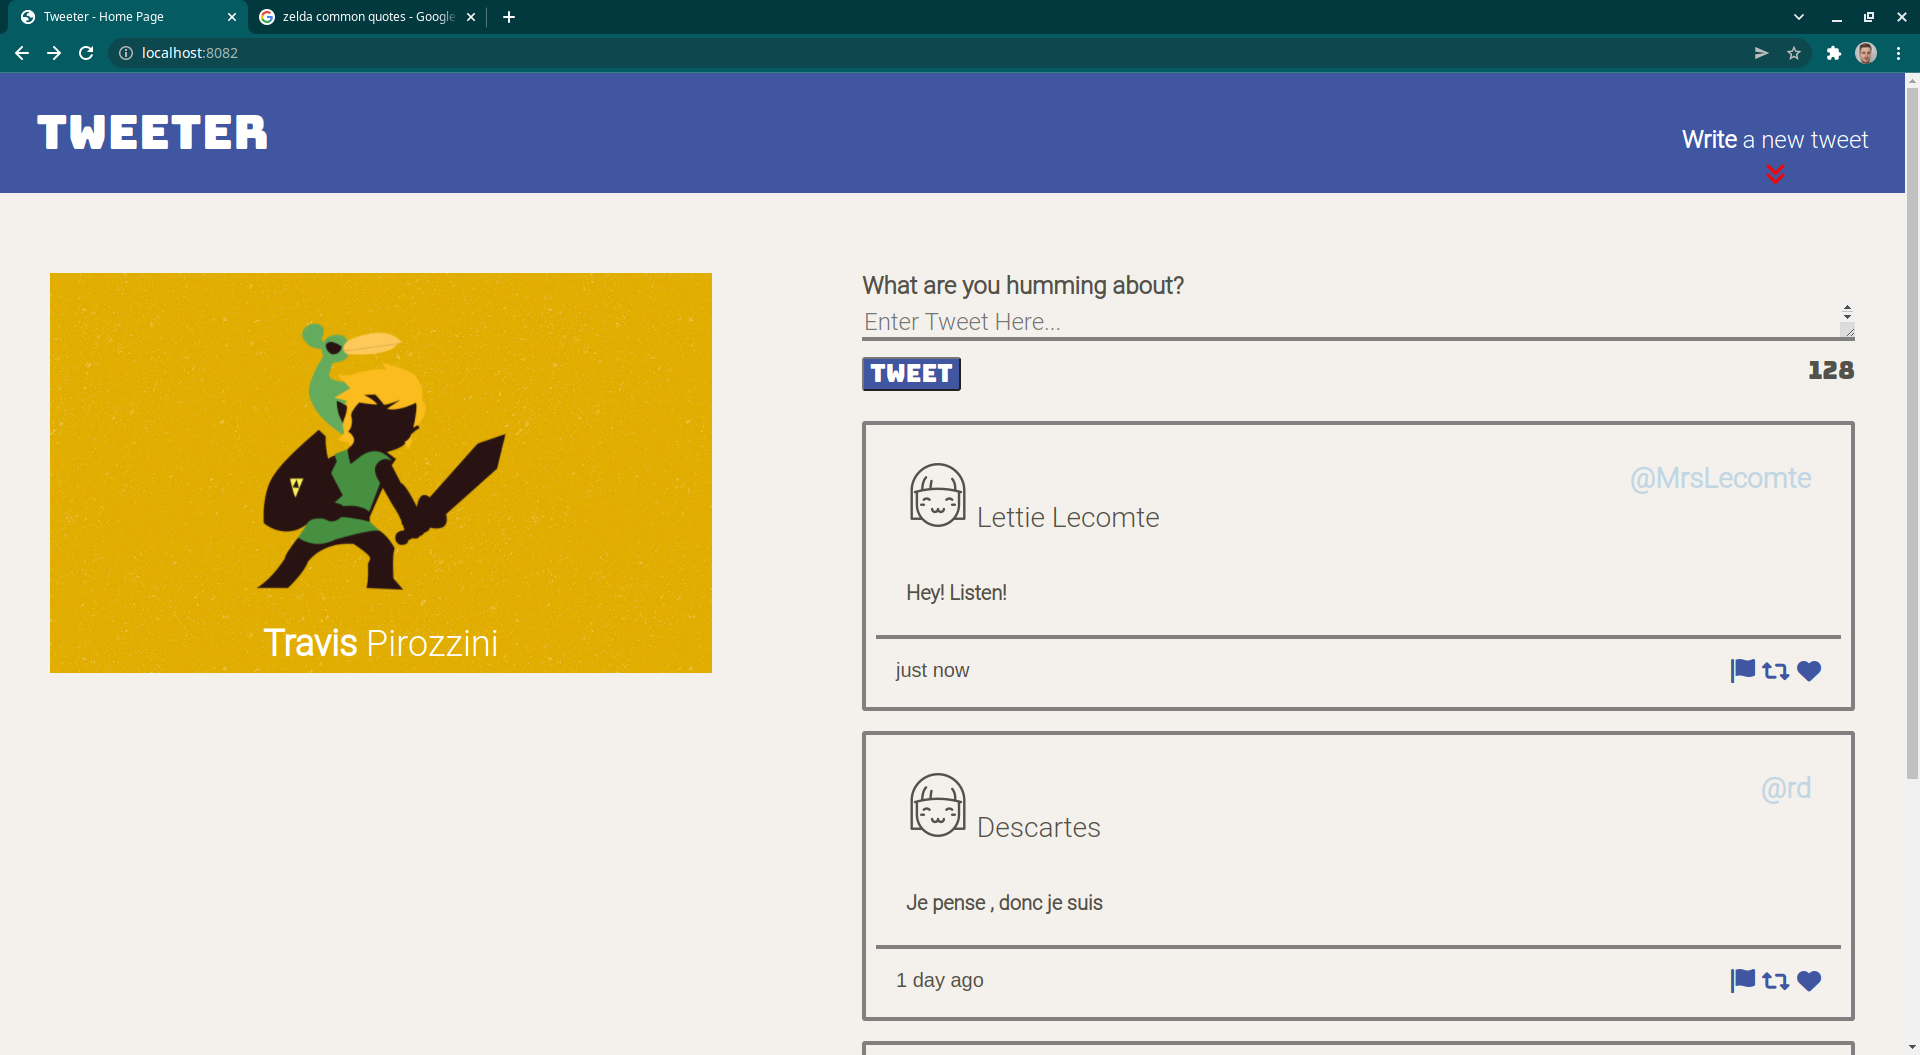 Tweeter - Home Page
zelda common quotes - Google
localhost:8082
TWEETER
Write a new tweet
Travis Pirozzini
What are you humming about?
Enter Tweet Here...
TWEET
128
@MrsLecomte
Lettie Lecomte
Hey! Listen!
just now
@rd
Descartes
Je pense , donc je suis
1 day ago